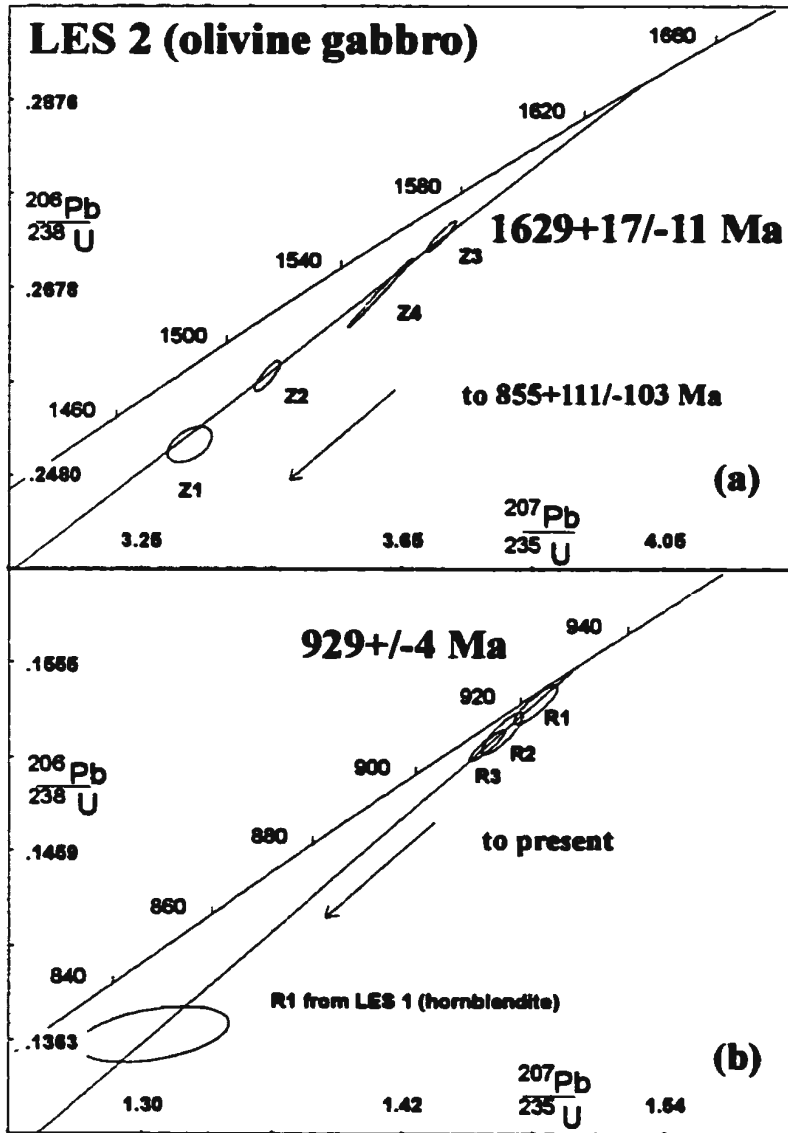 LES 2 (olivine gabbro)
1660
.2876
1620
206Pb
238U
1580
1629+17/-11 Ma
Z3
1540
.2678
Z4
1500
Z2
to 855+111/-103 Ma
1460
.2480
Z1
(a)
207Pb
235U
3.25
3.65
4.05
929+/-4 Ma
940
.1555
920
R1
206Pb
238U
900
R2
R3
880
.1459
to present
860
840
R1 from LES 1 (hornblendite)
.1363
(b)
207Pb
235U
1.30
1.42
1.54